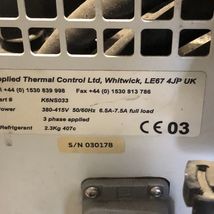 pplied Thermal Control Ltd, Whitwick, LE67 4JP UK
+44 (0) 1530 839 998 Fax +44 (0) 1530 813 786
art # K6NS033
ower 380-415V 50/60Hz 6.5A-7.5A full load
3 phase applied
Refrigerant 2.3Kg 407c
CE 03
S/N 030178